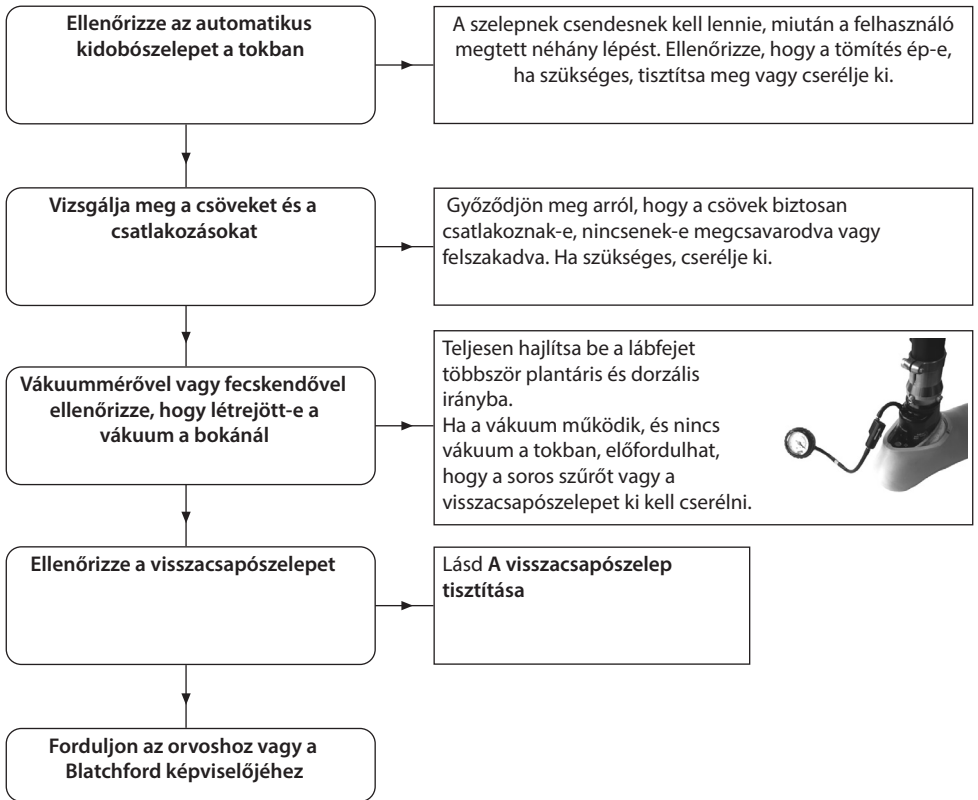 Ellenőrizze az automatikus
kidobószelepet a tokban
A szelepnek csendesnek kell lennie, miután a felhasználó
megtett néhány lépést. Ellenőrizze, hogy a tömítés ép-e,
ha szükséges, tisztítsa meg vagy cserélje ki.
Vizsgálja meg a csöveket és a
csatlakozásokat
Győződjön meg arról, hogy a csövek biztosan
csatlakoznak-e, nincsenek-e megcsavarodva vagy
felszakadva. Ha szükséges, cserélje ki.
Vákuummérővel vagy fecskendővel
ellenőrizze, hogy létrejött-e a
vákuum a bokánál
Teljesen hajlítsa be a lábfejet
többször plantáris és dorzális
irányba.
Ha a vákuum működik, és nincs
vákuum a tokban, előfordulhat,
hogy a soros szűrőt vagy a
visszacsapószelepet ki kell cserélni.
Ellenőrizze a visszacsapószelepet
Lásd A visszacsapószelep
tisztítása
Forduljon az orvoshoz vagy a
Blatchford képviselőjéhez